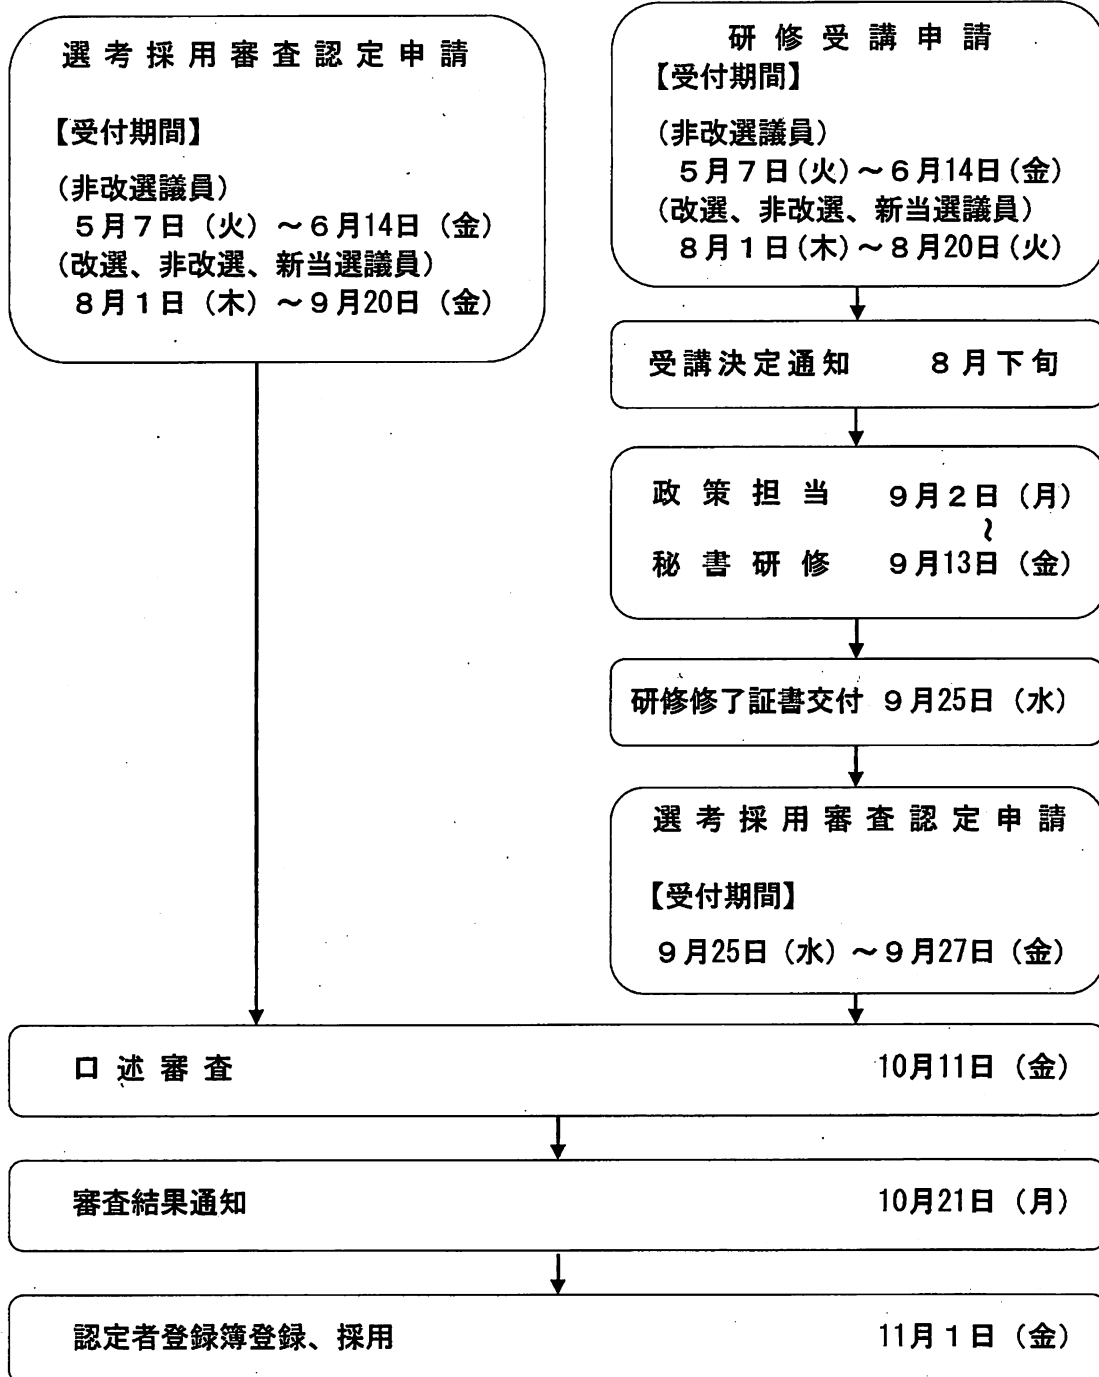 選考採用審査認定申請
【受付期間】
(非改選議員)
5月7日(火)～6月14日(金)
(改選、非改選、新当選議員)
8月1日(木)～9月20日(金)
研修受講申請
【受付期間】
(非改選議員)
5月7日(火)～6月14日(金)
(改選、非改選、新当選議員)
8月1日(木)～8月20日(火)
受講決定通知 8月下旬
政策担当 9月2日(月)
～
秘書研修 9月13日(金)
研修修了証書交付 9月25日(水)
選考採用審査認定申請
【受付期間】
9月25日(水)～9月27日(金)
口述審査 10月11日(金)
審査結果通知 10月21日(月)
認定者登録簿登録、採用 11月1日(金)